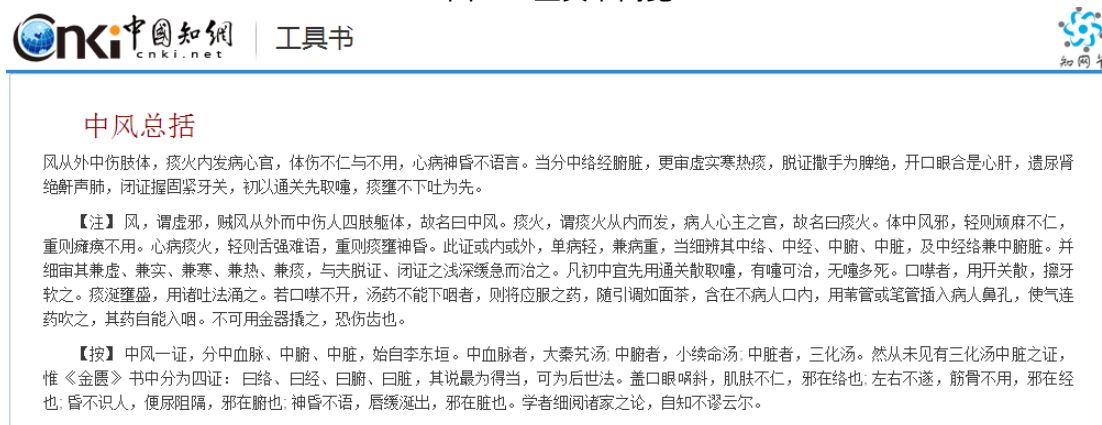 中国知网
cnki.net
工具书
知网
中风总括
风从外中伤肢体，痰火内发病心官，体伤不仁与不用，心病神昏不语言。当分中络经腑脏，更审虚实寒热痰，脱证撒手为脾绝，开口眼合是心肝，遗尿肾
绝鼾声肺，闭证握固紧牙关，初以通关先取嚏，痰壅不下吐为先。
【注】风，谓虚邪，贼风从外而中伤人四肢躯体，故名曰中风。痰火，谓痰火从内而发，病人心主之官，故名曰痰火。体中风邪，轻则顽麻不仁，
重则瘫痪不用。心病痰火，轻则舌强难语，重则痰壅神昏。此证或内或外，单病轻，兼病重，当细辨其中络、中经、中腑、中脏，及中经络兼中腑脏。并
细审其兼虚、兼实、兼寒、兼热、兼痰，与夫脱证、闭证之浅深缓急而治之。凡初中宜先用通关散取嚏，有嚏可治，无嚏多死。口噤者，用开关散，搐牙
软之。痰涎壅盛，用诸吐法涌之。若口噤不开，汤药不能下咽者，则将应服之药，随引调如面茶，含在不病人口内，用苇管或笔管插入病人鼻孔，使气连
药吹之，其药自能入咽。不可用金器撬之，恐伤齿也。
【按】中风一证，分中血脉、中腑、中脏，始自李东垣。中血脉者，大秦艽汤;中腑者，小续命汤;中脏者，三化汤。然从未见有三化汤中脏之证，
惟《金匮》书中分为四证：曰络、曰经、曰腑、曰脏，其说最为得当，可为后世法。盖口眼㖞斜，肌肤不仁，邪在络也;左右不遂，筋骨不用，邪在经
也;昏不识人，便尿阻隔，邪在腑也;神昏不语，唇缓涎出，邪在脏也。学者细阅诸家之论，自知不谬云尔。